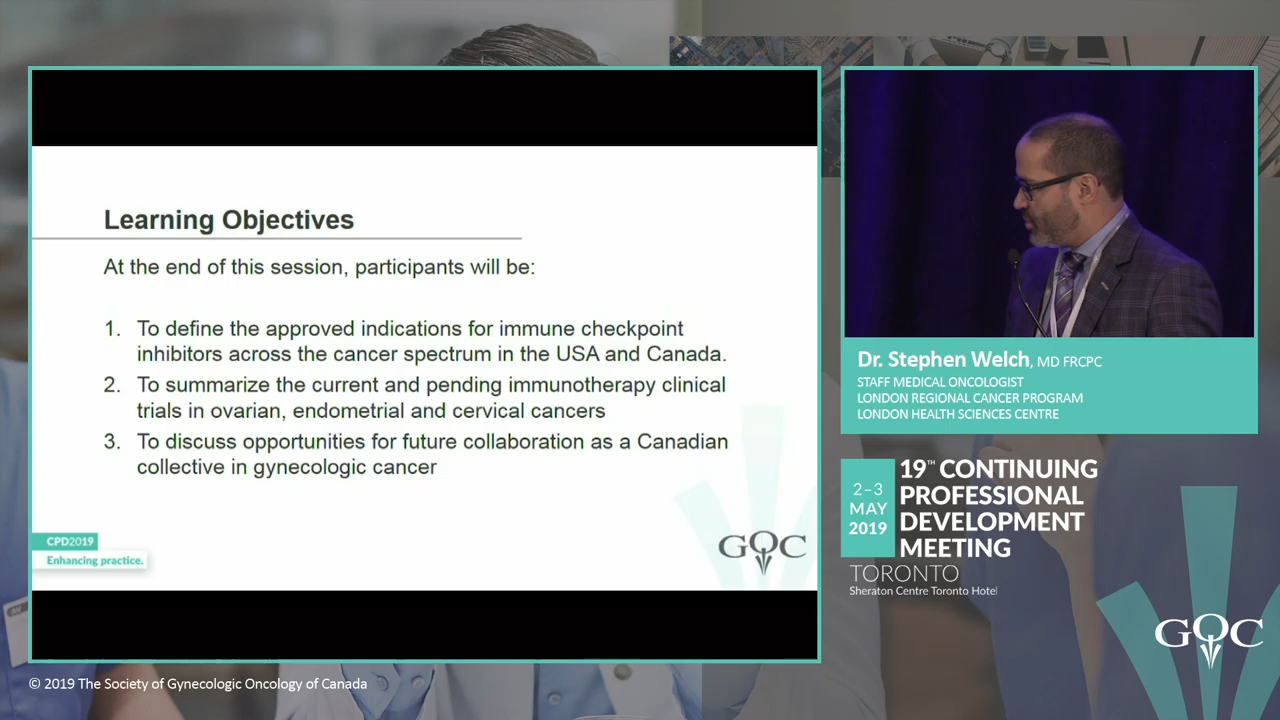 Learning Objectives
At the end of this session, participants will be:
1. To define the approved indications for immune checkpoint
inhibitors across the cancer spectrum in the USA and Canada.
2. To summarize the current and pending immunotherapy clinical
trials in ovarian, endometrial and cervical cancers
3. To discuss opportunities for future collaboration as a Canadian
collective in gynecologic cancer
CPD2019
Enhancing practice.
GOC
Dr. Stephen Welch, MD FRCPC
STAFF MEDICAL ONCOLOGIST
LONDON REGIONAL CANCER PROGRAM
LONDON HEALTH SCIENCES CENTRE
2–3
MAY
2019
19TH CONTINUING
PROFESSIONAL
DEVELOPMENT
MEETING
TORONTO
Sheraton Centre Toronto Hotel
GOC
© 2019 The Society of Gynecologic Oncology of Canada